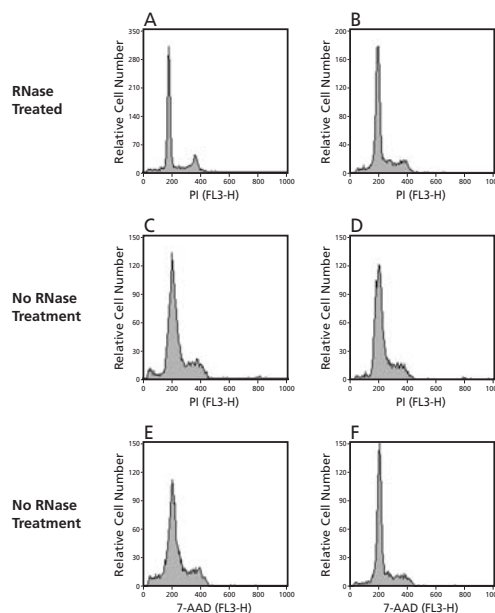 A
B
RNase
Treated
Relative Cell Number
350
280
210
140
70
0
0 200 400 600 800 1000
PI (FL3-H)
Relative Cell Number
200
160
120
80
40
0
0 200 400 600 800 1000
PI (FL3-H)
C
D
No RNase
Treatment
Relative Cell Number
150
120
90
60
30
0
0 200 400 600 800 1000
PI (FL3-H)
Relative Cell Number
150
120
90
60
30
0
0 200 400 600 800 1000
PI (FL3-H)
E
F
No RNase
Treatment
Relative Cell Number
150
120
90
60
30
0
0 200 400 600 800 1000
7-AAD (FL3-H)
Relative Cell Number
150
120
90
60
30
0
0 200 400 600 800 1000
7-AAD (FL3-H)